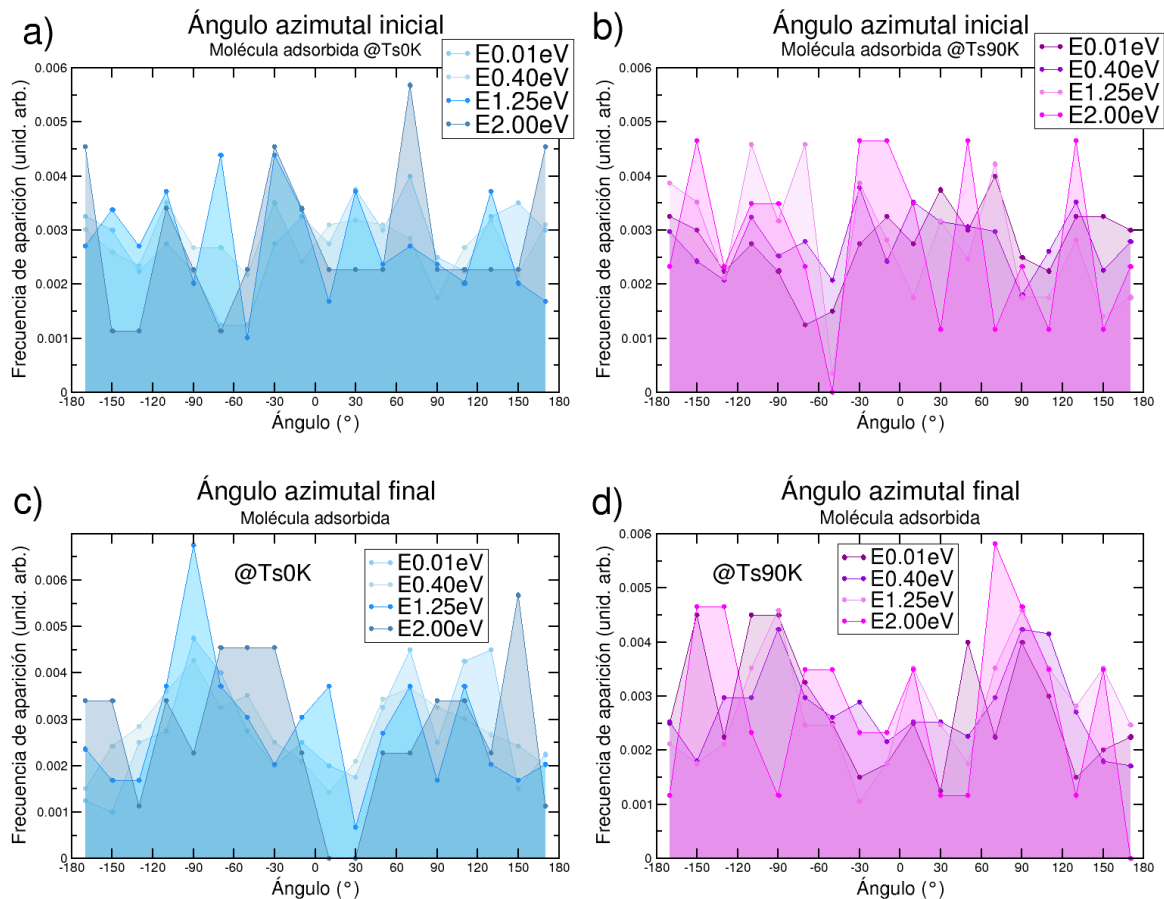 a)
Ángulo azimutal inicial
Molécula adsorbida @Ts0K
E0.01eV
E0.40eV
E1.25eV
E2.00eV
Frecuencia de aparición (unid. arb.)
0.006
0.005
0.004
0.003
0.002
0.001
0
-180 -150 -120 -90 -60 -30 0 30 60 90 120 150 180
Ángulo (°)
b)
Ángulo azimutal inicial
Molécula adsorbida @Ts90K
E0.01eV
E0.40eV
E1.25eV
E2.00eV
Frecuencia de aparición (unid. arb.)
0.006
0.005
0.004
0.003
0.002
0.001
0
-180 -150 -120 -90 -60 -30 0 30 60 90 120 150 180
Ángulo (°)
c)
Ángulo azimutal final
Molécula adsorbida
@Ts0K
E0.01eV
E0.40eV
E1.25eV
E2.00eV
Frecuencia de aparición (unid. arb.)
0.006
0.005
0.004
0.003
0.002
0.001
0
-180 -150 -120 -90 -60 -30 0 30 60 90 120 150 180
Ángulo (°)
d)
Ángulo azimutal final
Molécula adsorbida
@Ts90K
E0.01eV
E0.40eV
E1.25eV
E2.00eV
Frecuencia de aparición (unid. arb.)
0.006
0.005
0.004
0.003
0.002
0.001
0
-180 -150 -120 -90 -60 -30 0 30 60 90 120 150 180
Ángulo (°)